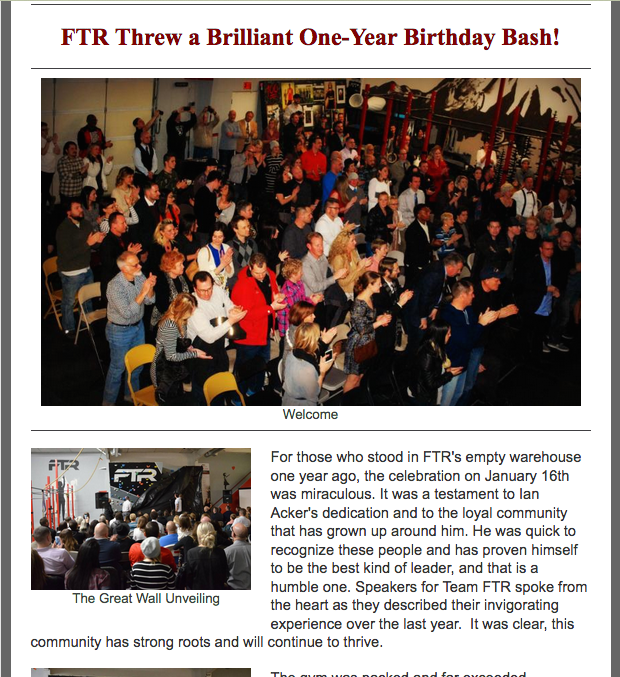 FTR Threw a Brilliant One-Year Birthday Bash!
Welcome
FTR
FTR
The Great Wall Unveiling
For those who stood in FTR's empty warehouse
one year ago, the celebration on January 16th
was miraculous. It was a testament to Ian
Acker's dedication and to the loyal community
that has grown up around him. He was quick to
recognize these people and has proven himself
to be the best kind of leader, and that is a
humble one. Speakers for Team FTR spoke from
the heart as they described their invigorating
experience over the last year.  It was clear, this
community has strong roots and will continue to thrive.
The gym was packed and far exceeded